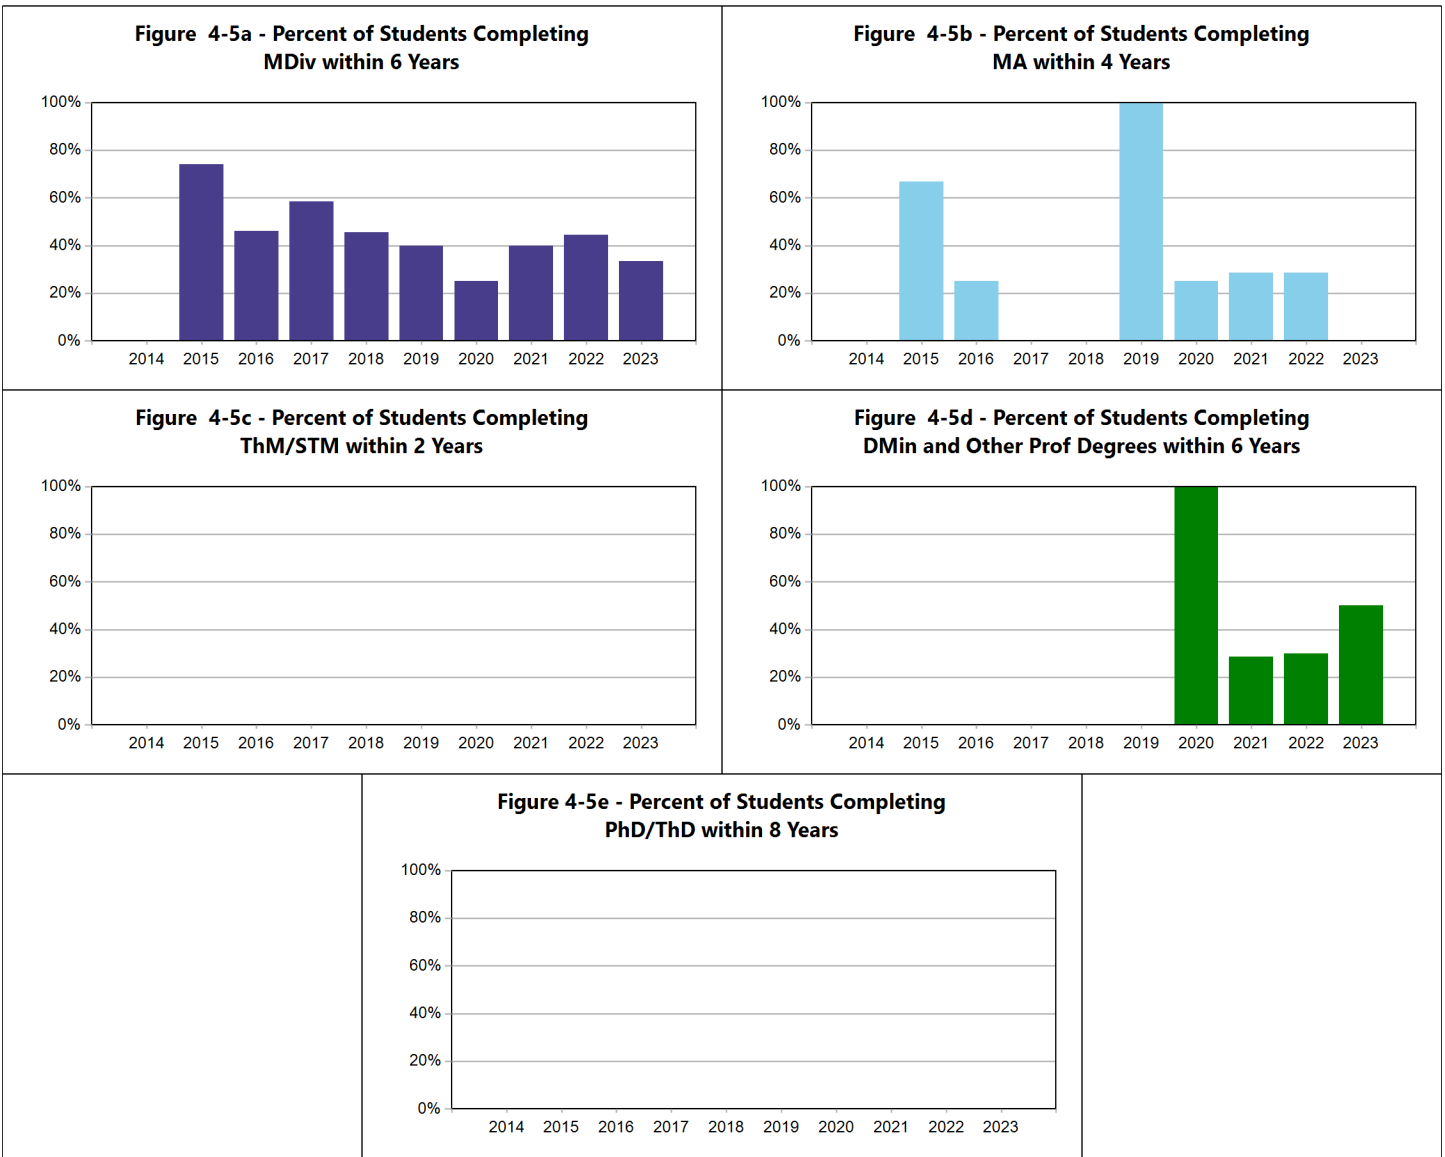 Figure  4-5a - Percent of Students Completing
MDiv within 6 Years
100%
80%
60%
40%
20%
0%
2014 2015 2016 2017 2018 2019 2020 2021 2022 2023
Figure  4-5b - Percent of Students Completing
MA within 4 Years
100%
80%
60%
40%
20%
0%
2014 2015 2016 2017 2018 2019 2020 2021 2022 2023
Figure  4-5c - Percent of Students Completing
ThM/STM within 2 Years
100%
80%
60%
40%
20%
0%
2014 2015 2016 2017 2018 2019 2020 2021 2022 2023
Figure  4-5d - Percent of Students Completing
DMin and Other Prof Degrees within 6 Years
100%
80%
60%
40%
20%
0%
2014 2015 2016 2017 2018 2019 2020 2021 2022 2023
Figure 4-5e - Percent of Students Completing
PhD/ThD within 8 Years
100%
80%
60%
40%
20%
0%
2014 2015 2016 2017 2018 2019 2020 2021 2022 2023